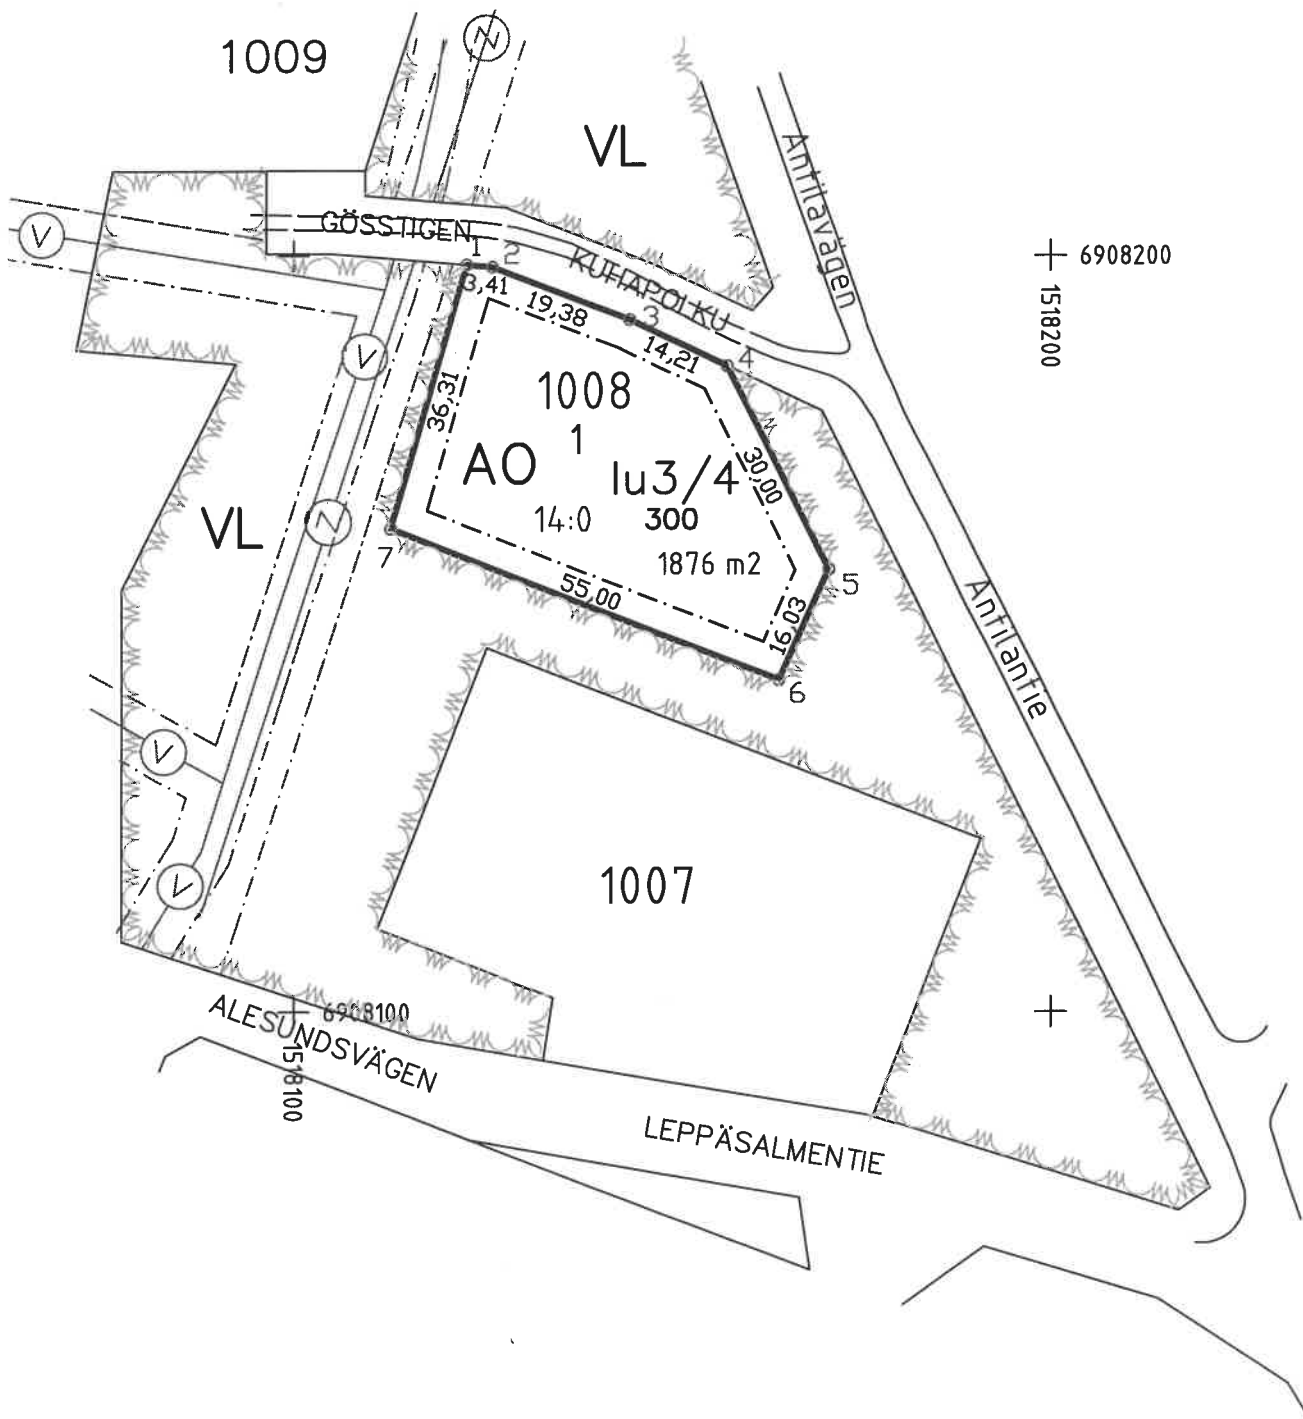 1009
Z
VL
Antilavägen
V
GÖSSTIGEN
KUHAPOLKU
6908200
1518200
1
2
3,41
19,38
3
14,21
4
V
36,31
1008
1
AO
Iu3/4
30,00
14:0
300
1876 m2
VL
Z
7
5
55,00
16,03
6
Antilantie
V
V
1007
6908100
1518100
ALESUNDSVÄGEN
LEPPÄSALMENTIE